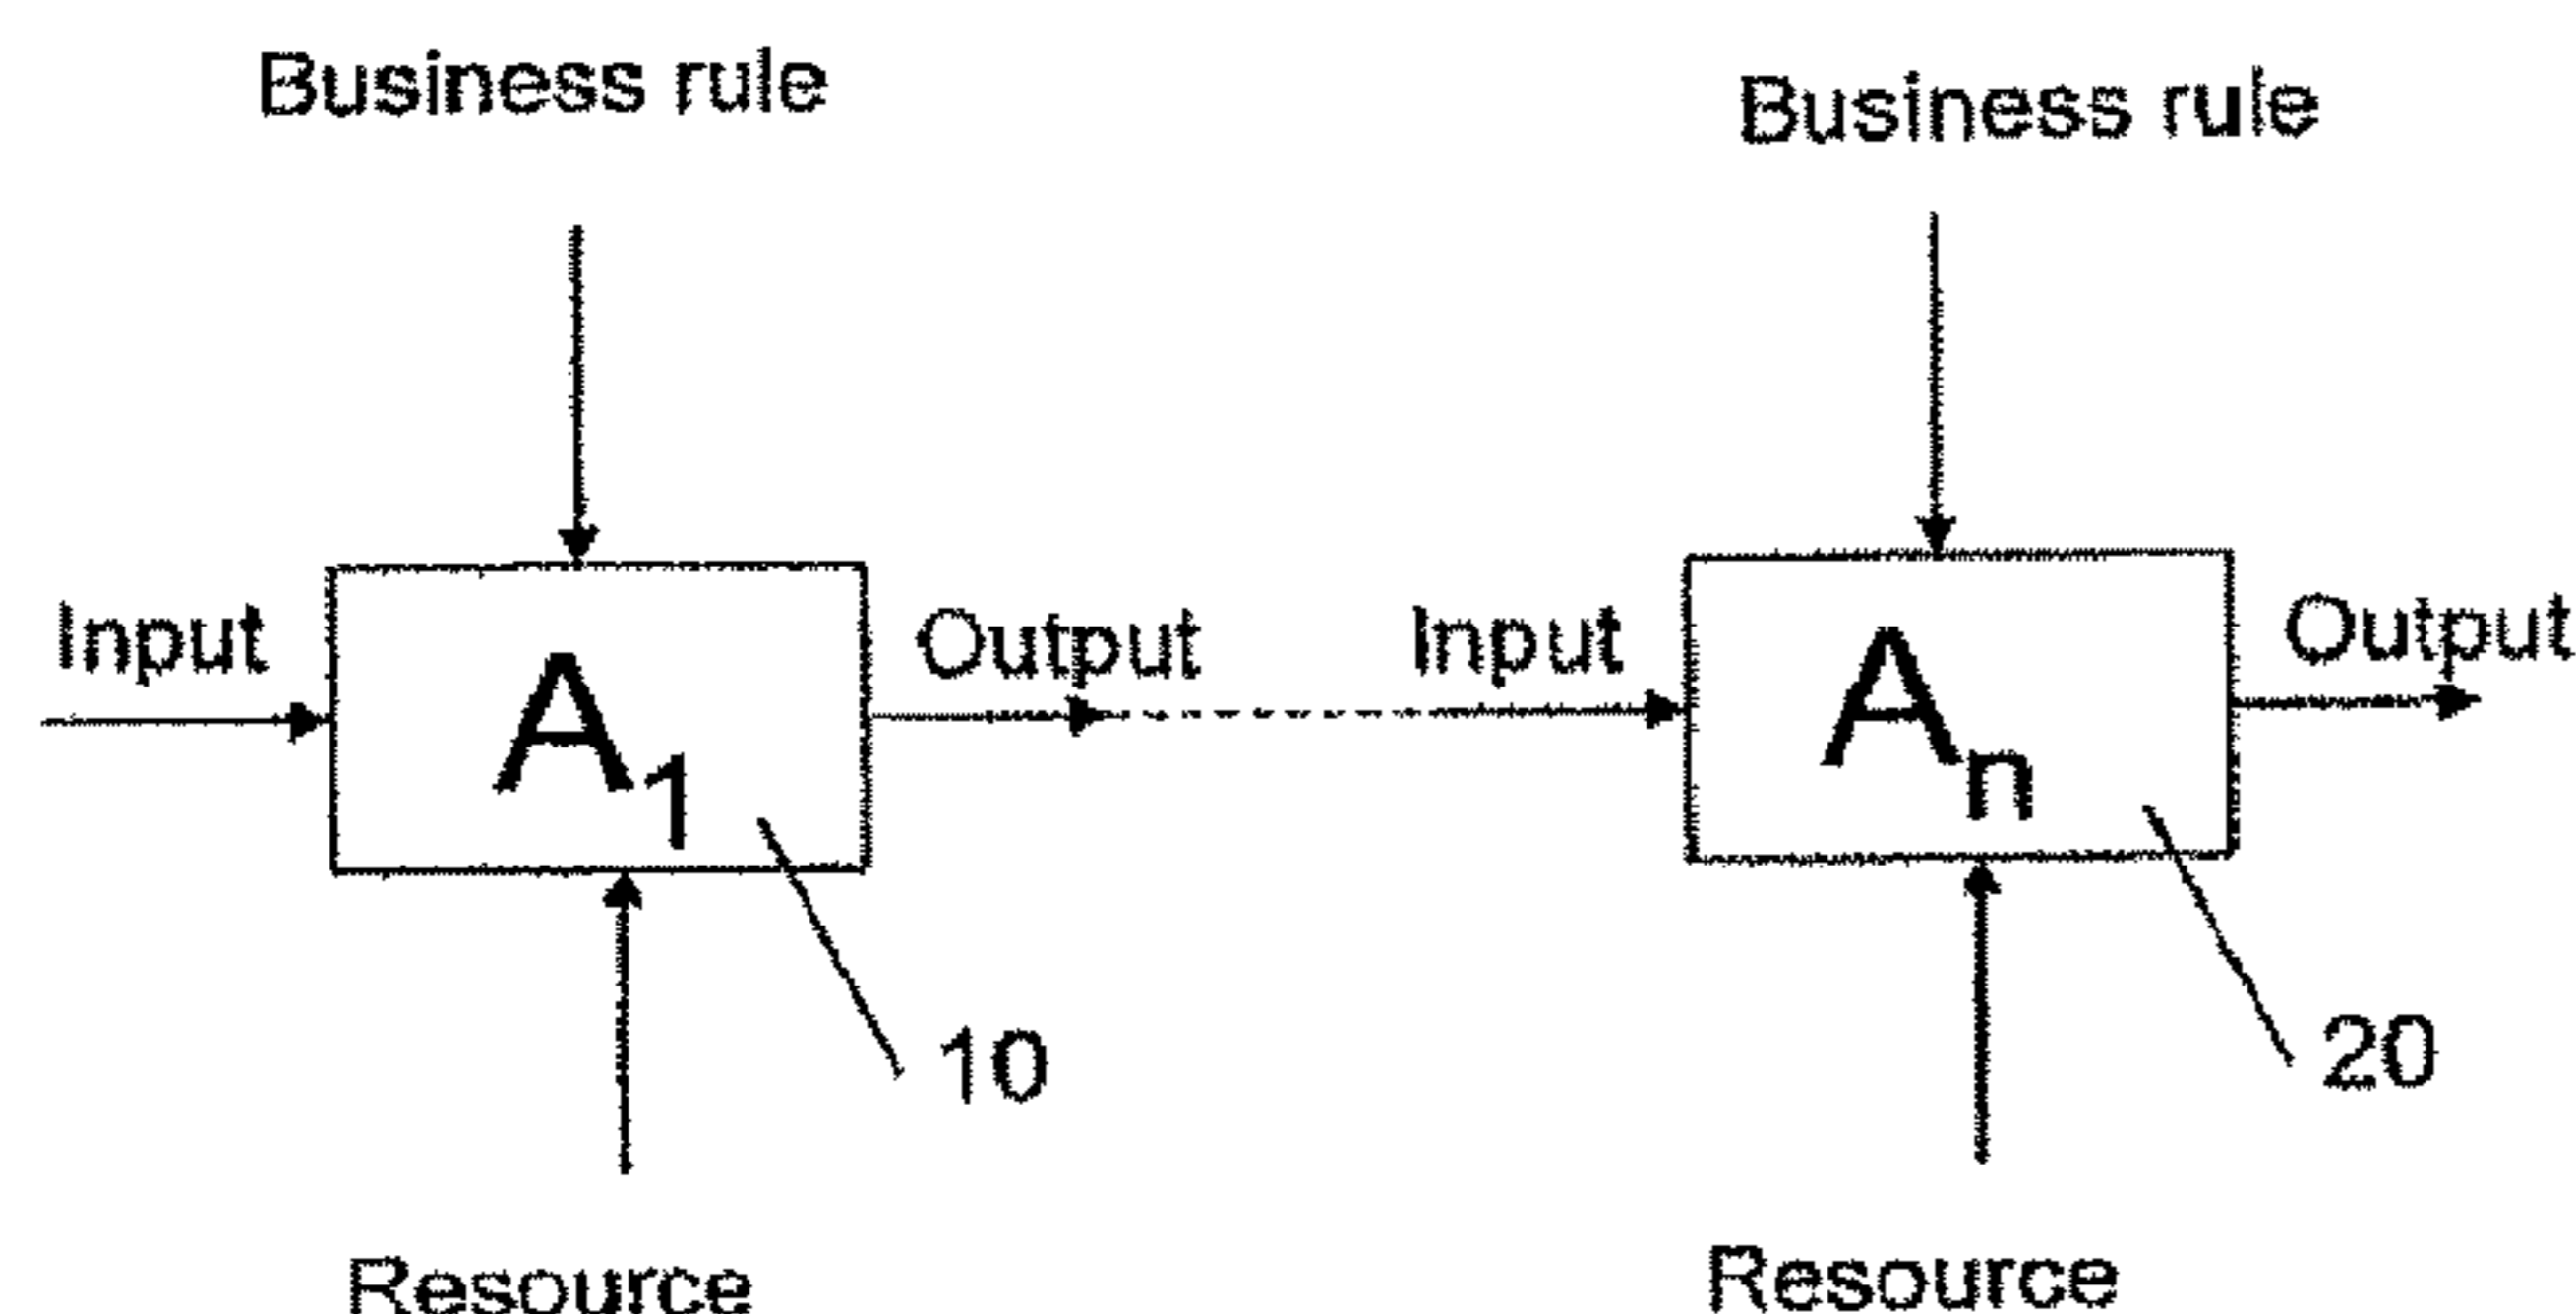 Business rule
Business rule
Input
A1
Output
Input
An
Output
10
20
Resource
Resource